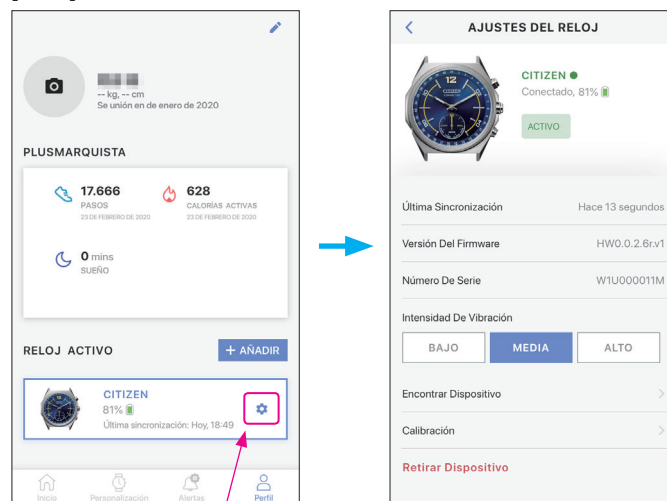 -- kg, -- cm
Se unión en de enero de 2020
PLUSMARQUISTA
17.666
PASOS
23 DE FEBRERO DE 2020
628
CALORÍAS ACTIVAS
23 DE FEBRERO DE 2020
0 mins
SUEÑO
RELOJ ACTIVO
+ AÑADIR
CITIZEN
81%
Última sincronización: Hoy, 18:49
Inicio
Personalización
Alertas
Perfil
AJUSTES DEL RELOJ
12
CITIZEN
Conectado, 81%
ACTIVO
Última Sincronización Hace 13 segundos
Versión Del Firmware HW0.0.2.6r.v1
Número De Serie W1U000011M
Intensidad De Vibración
BAJO MEDIA ALTO
Encontrar Dispositivo
Calibración
Retirar Dispositivo